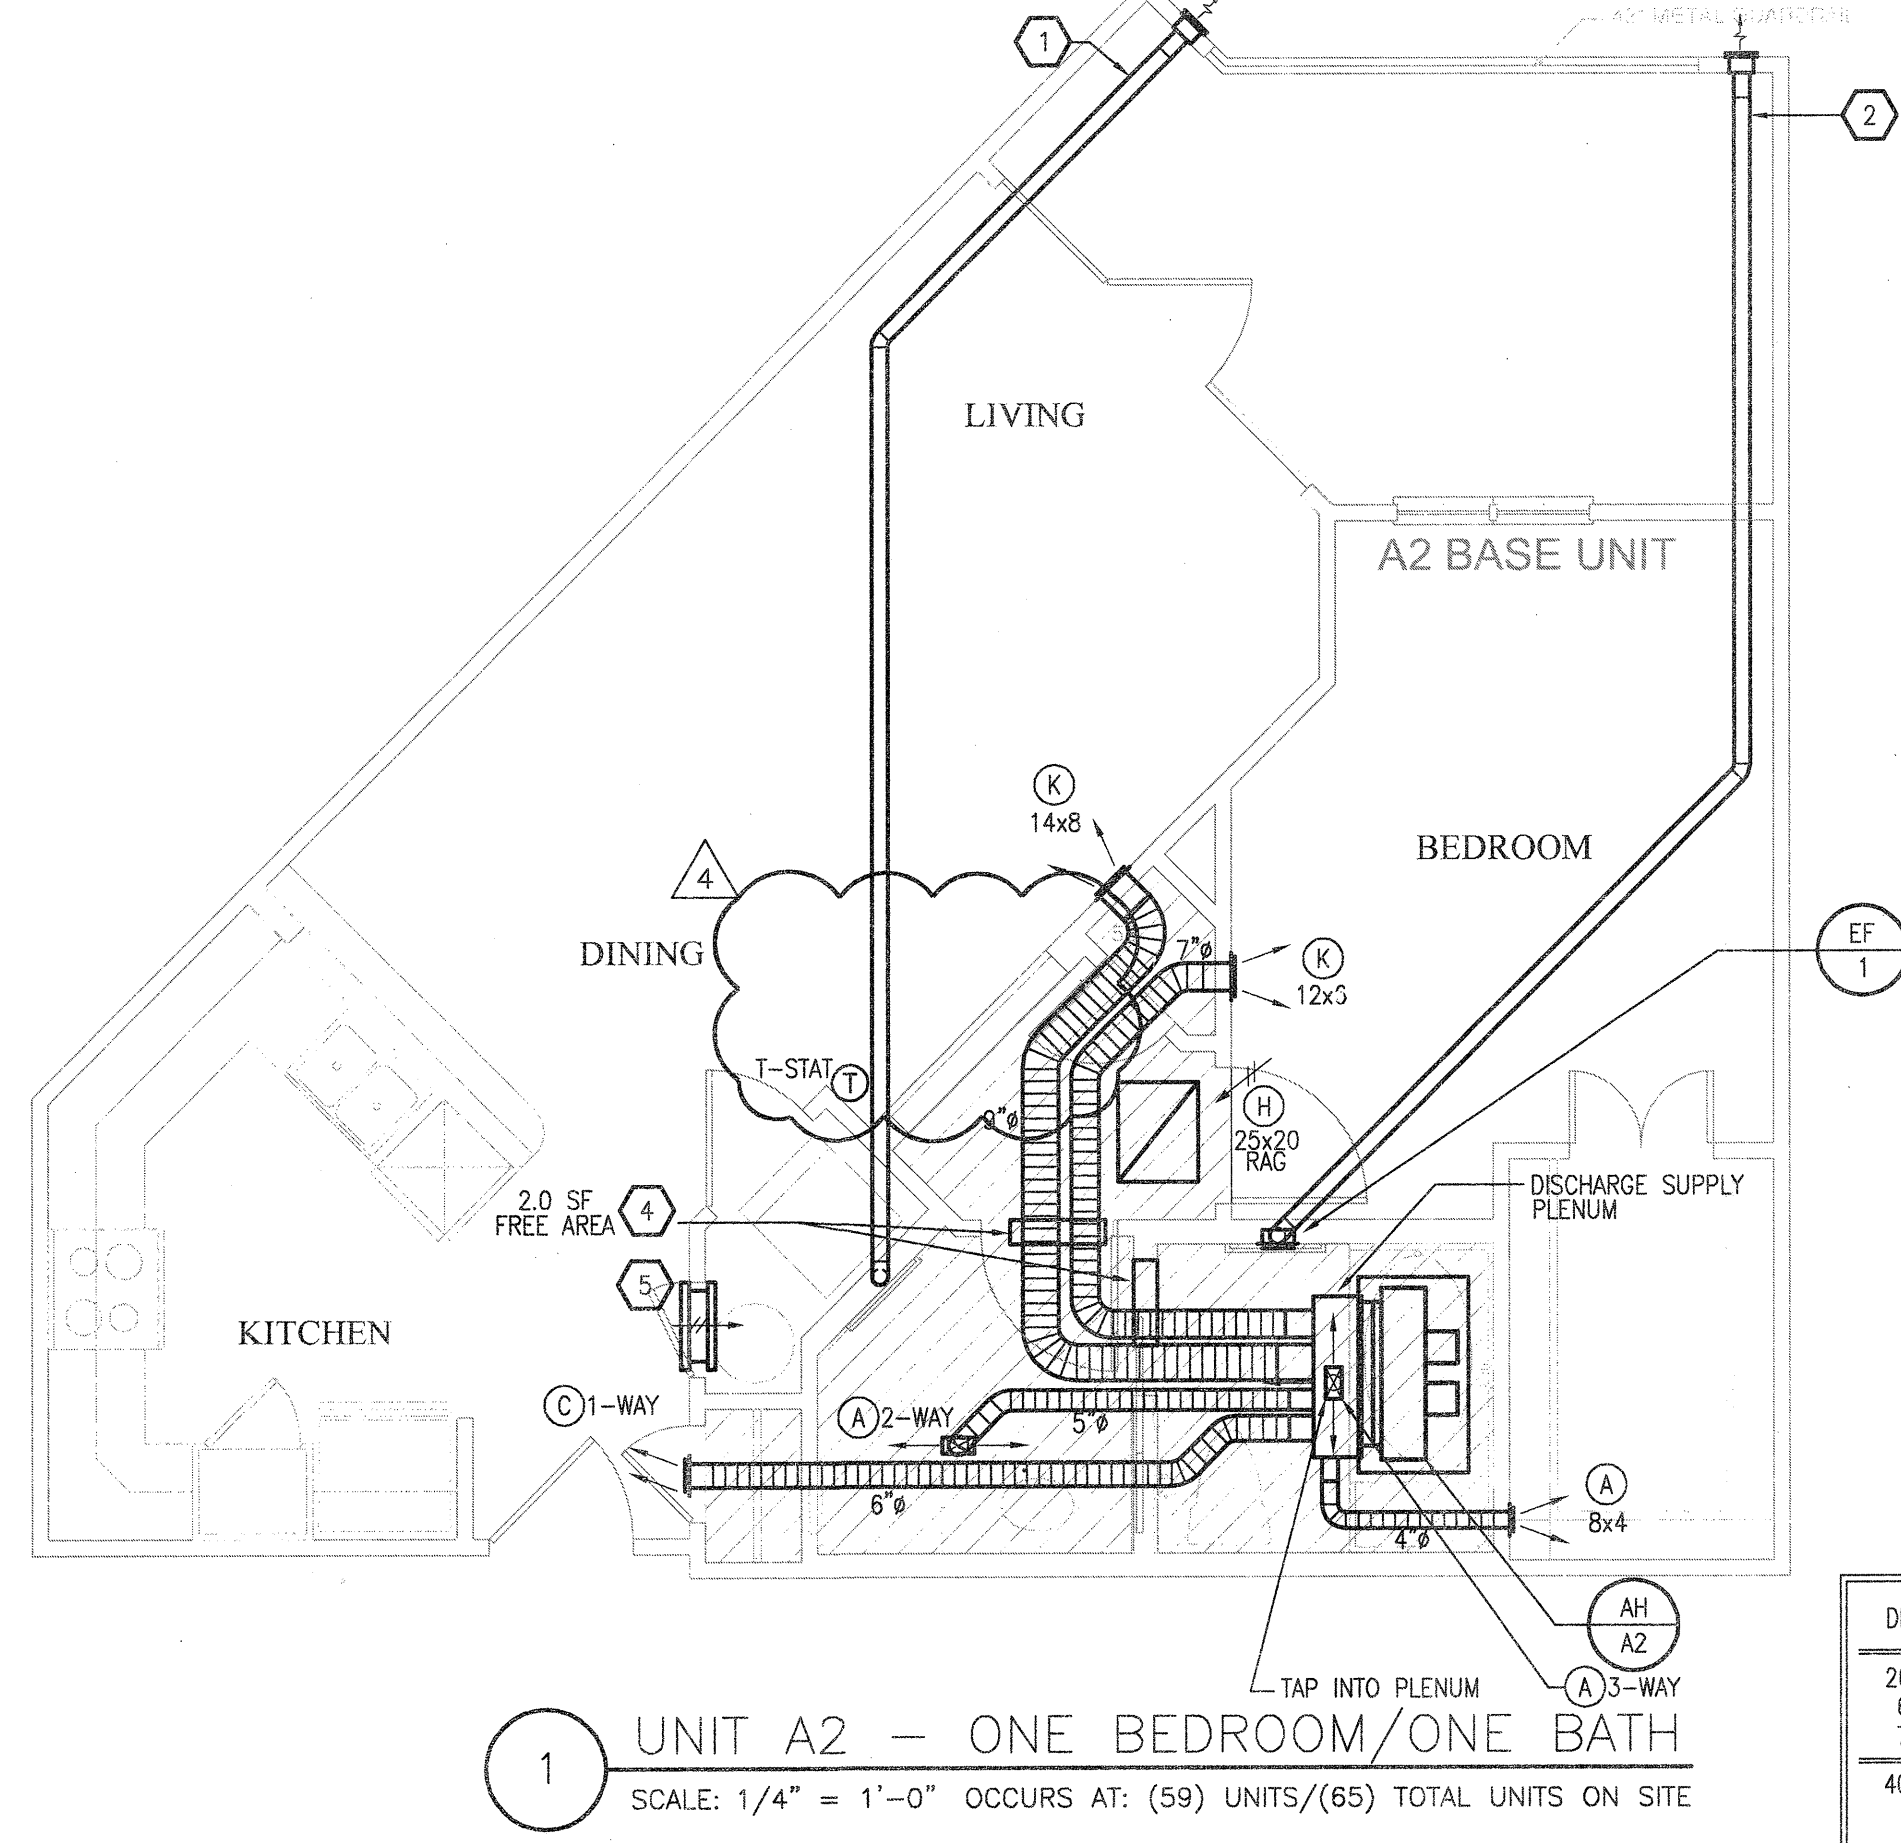 42" METAL GUARDRAIL
1
2
LIVING
A2 BASE UNIT
K
14x8
BEDROOM
4
DINING
7"ø
K
12x6
EF
1
T-STAT
T
9"ø
H
25x20
RAG
2.0 SF
FREE AREA
4
DISCHARGE SUPPLY
PLENUM
5
KITCHEN
C 1-WAY
A 2-WAY
5"ø
6"ø
A
8x4
4"ø
AH
A2
TAP INTO PLENUM
A 3-WAY
1
UNIT A2 - ONE BEDROOM/ONE BATH
SCALE: 1/4" = 1'-0" OCCURS AT: (59) UNITS/(65) TOTAL UNITS ON SITE